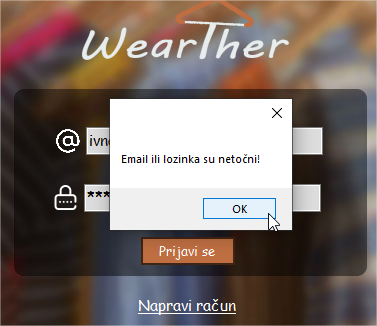 WearTher
@
Email ili lozinka su netočni!
OK
Prijavi se
Napravi račun